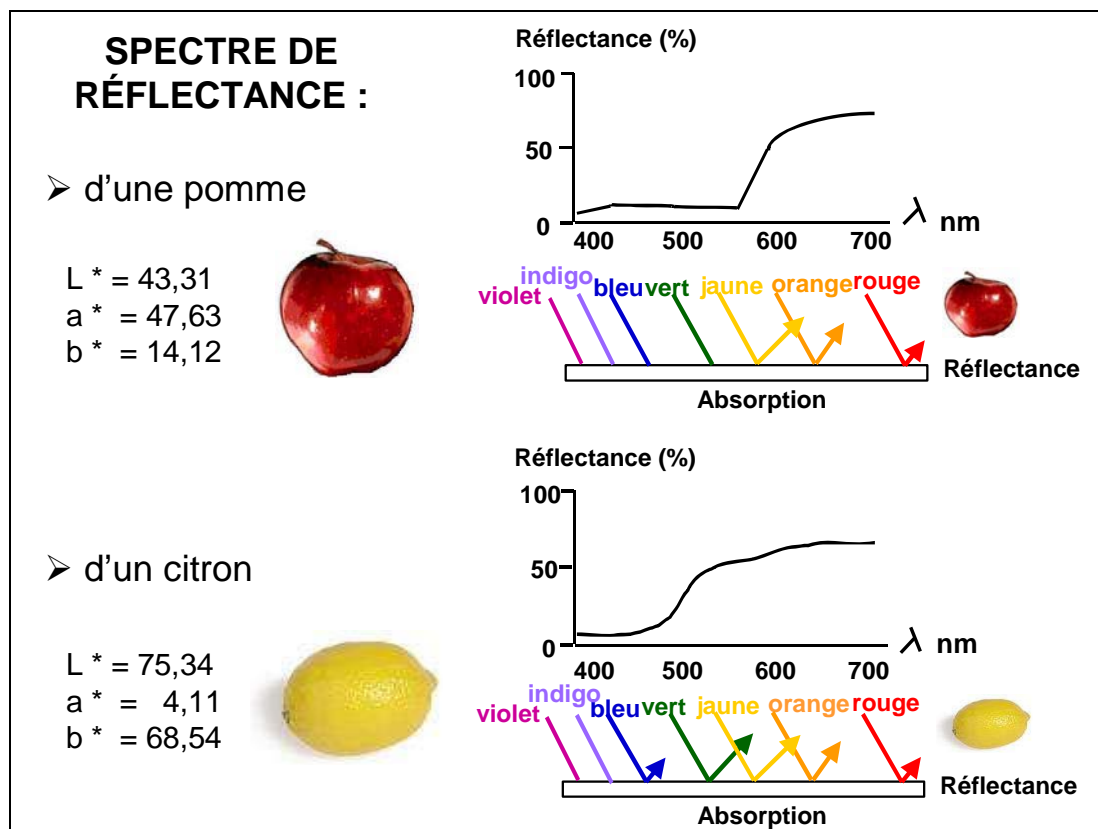 SPECTRE DE
RÉFLECTANCE :
➢ d'une pomme
L * = 43,31
a * = 47,63
b * = 14,12
Réflectance (%)
100
50
0
400 500 600 700
λ nm
violet indigo bleu vert jaune orange rouge
Réflectance
Absorption
➢ d'un citron
L * = 75,34
a * = 4,11
b * = 68,54
Réflectance (%)
100
50
0
400 500 600 700
λ nm
violet indigo bleu vert jaune orange rouge
Réflectance
Absorption